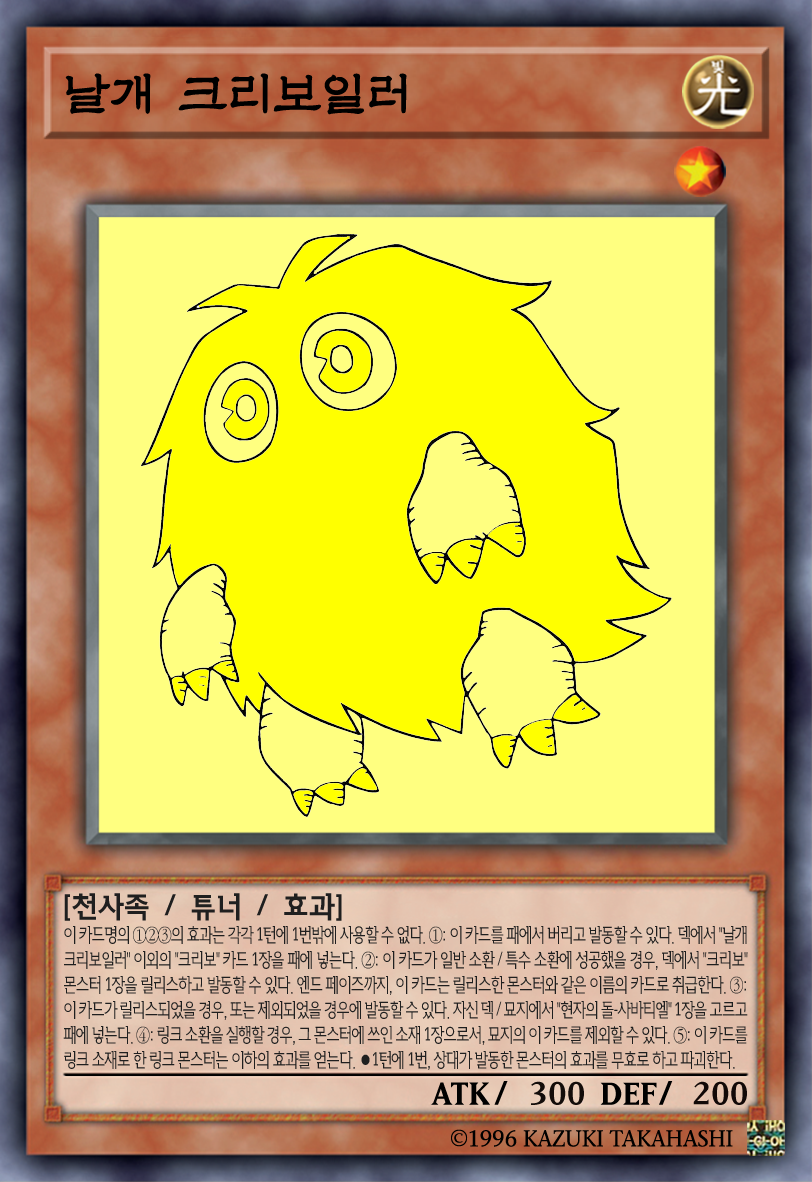 날개 크리보일러
빛
光
[천사족 / 튜너 / 효과]
이 카드명의 ①②③의 효과는 각각 1턴에 1번밖에 사용할 수 없다. ①: 이 카드를 패에서 버리고 발동할 수 있다. 덱에서 "날개
크리보일러" 이외의 "크리보" 카드 1장을 패에 넣는다. ②: 이 카드가 일반 소환 / 특수 소환에 성공했을 경우, 덱에서 "크리보"
몬스터 1장을 릴리스하고 발동할 수 있다. 엔드 페이즈까지, 이 카드는 릴리스한 몬스터와 같은 이름의 카드로 취급한다. ③:
이 카드가 릴리스되었을 경우, 또는 제외되었을 경우에 발동할 수 있다. 자신 덱 / 묘지에서 "현자의 돌-사바티엘" 1장을 고르고
패에 넣는다. ④: 링크 소환을 실행할 경우, 그 몬스터에 쓰인 소재 1장으로서, 묘지의 이 카드를 제외할 수 있다. ⑤: 이 카드를
링크 소재로 한 링크 몬스터는 이하의 효과를 얻는다. ●1턴에 1번, 상대가 발동한 몬스터의 효과를 무효로 하고 파괴한다.
ATK/ 300 DEF/ 200
©1996 KAZUKI TAKAHASHI